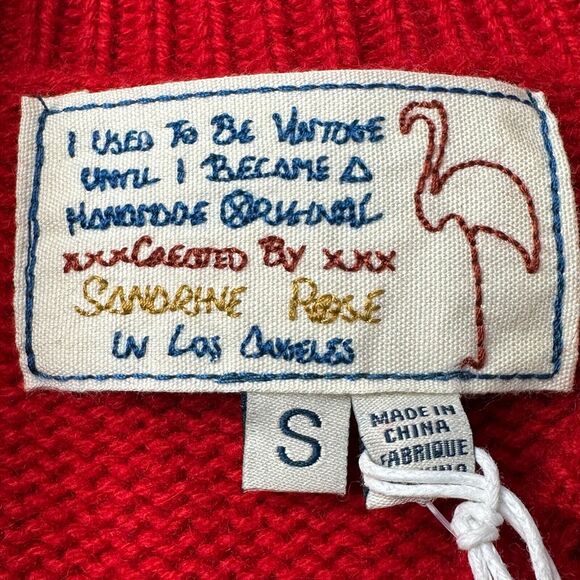 I USED TO BE VINTAGE
UNTIL I BECAME A
HANDMADE ORIGINAL
xxxCREATED BY xxx
SANDRINE ROSE
IN LOS ANGELES
S
MADE IN
CHINA
FABRIQUE